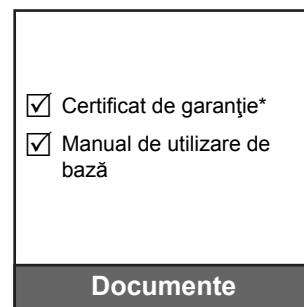 ☑ Certificat de garanţie*
☑ Manual de utilizare de
bază
Documente